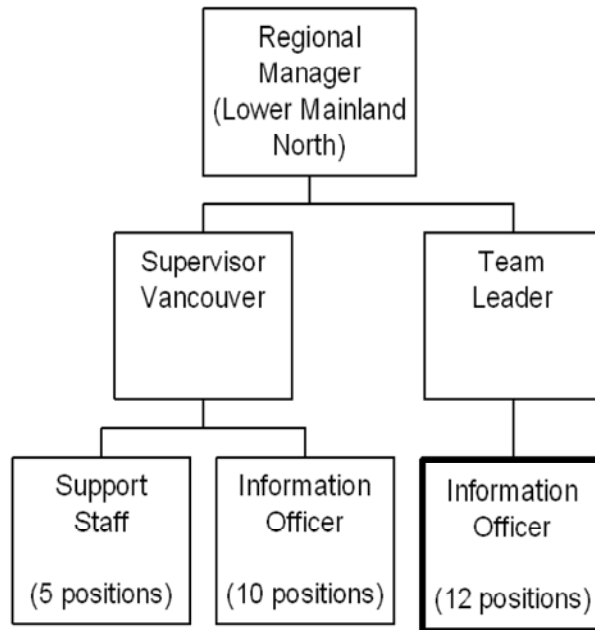 Regional
Manager
(Lower Mainland
North)
Supervisor
Vancouver
Team
Leader
Support
Staff
(5 positions)
Information
Officer
(10 positions)
Information
Officer
(12 positions)